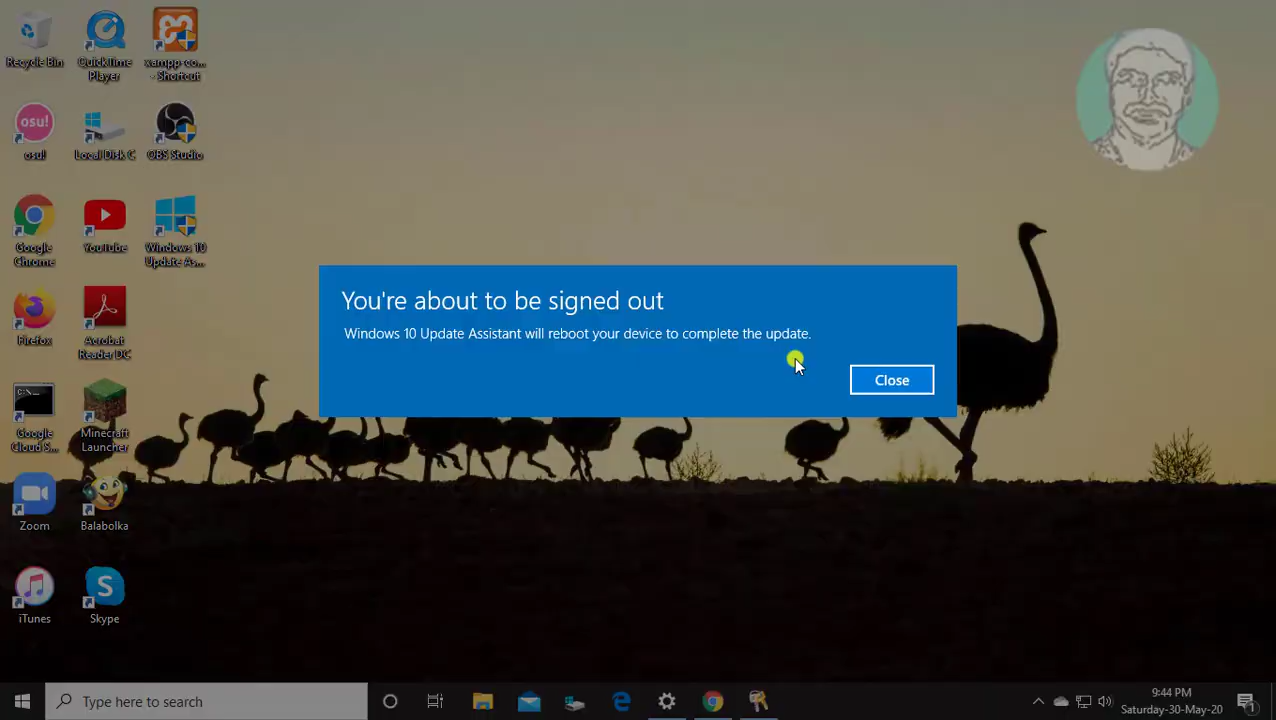 Recycle Bin
QuickTime
Player
xampp-co...
- Shortcut
osu!
osu!
Local Disk C
OBS Studio
Google
Chrome
YouTube
Windows 10
Update As...
Firefox
Acrobat
Reader DC
C:\_
Google
Cloud S...
Minecraft
Launcher
Zoom
Balabolka
iTunes
Skype
You're about to be signed out
Windows 10 Update Assistant will reboot your device to complete the update.
Close
Type here to search
9:44 PM
Saturday-30-May-20
1